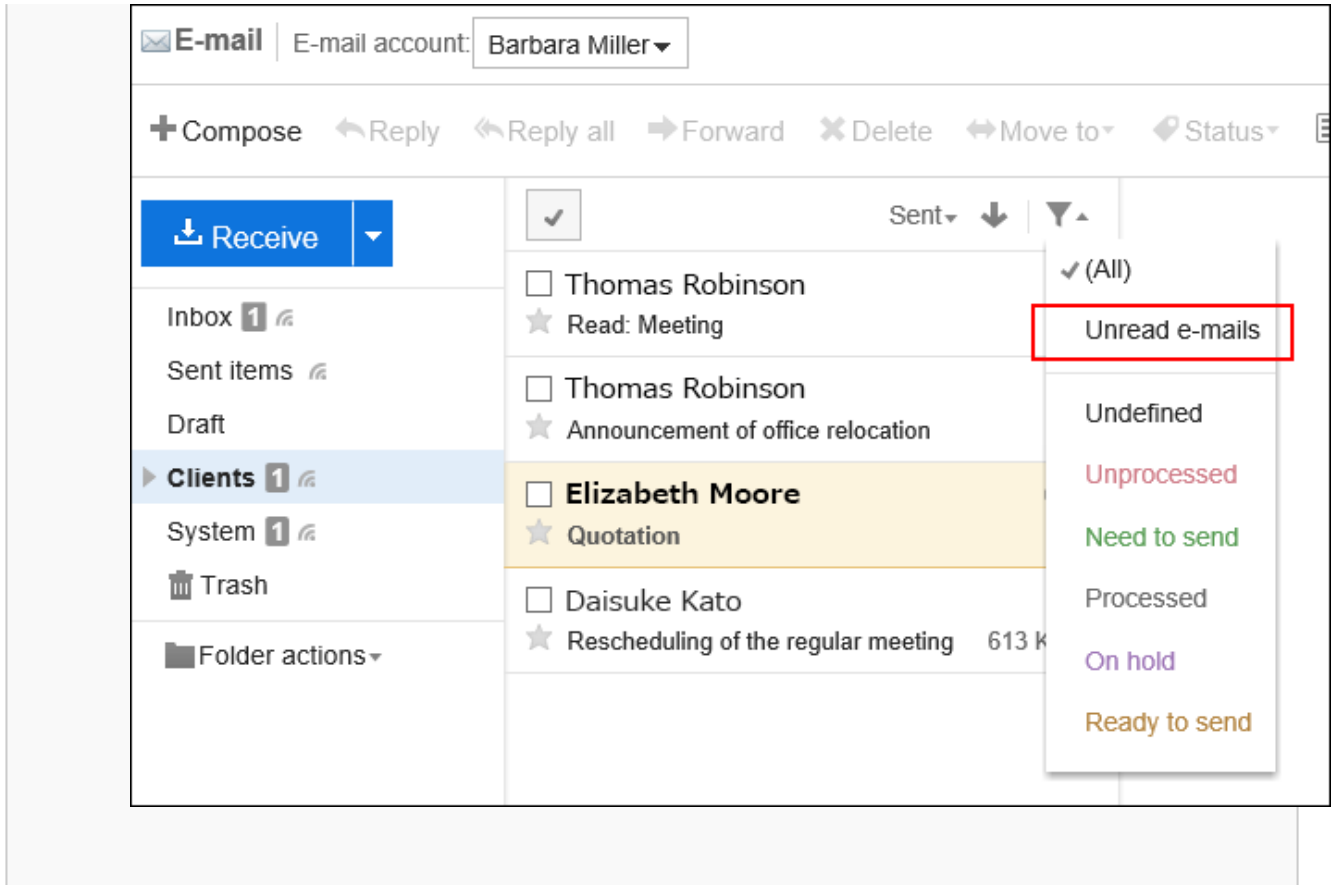 E-mail E-mail account: Barbara Miller
Compose Reply Reply all Forward Delete Move to Status
Receive
Inbox 1
Sent items
Draft
Clients 1
System 1
Trash
Folder actions
Sent
Thomas Robinson
Read: Meeting
Thomas Robinson
Announcement of office relocation
Elizabeth Moore
Quotation
Daisuke Kato
Rescheduling of the regular meeting 613 K
(All)
Unread e-mails
Undefined
Unprocessed
Need to send
Processed
On hold
Ready to send